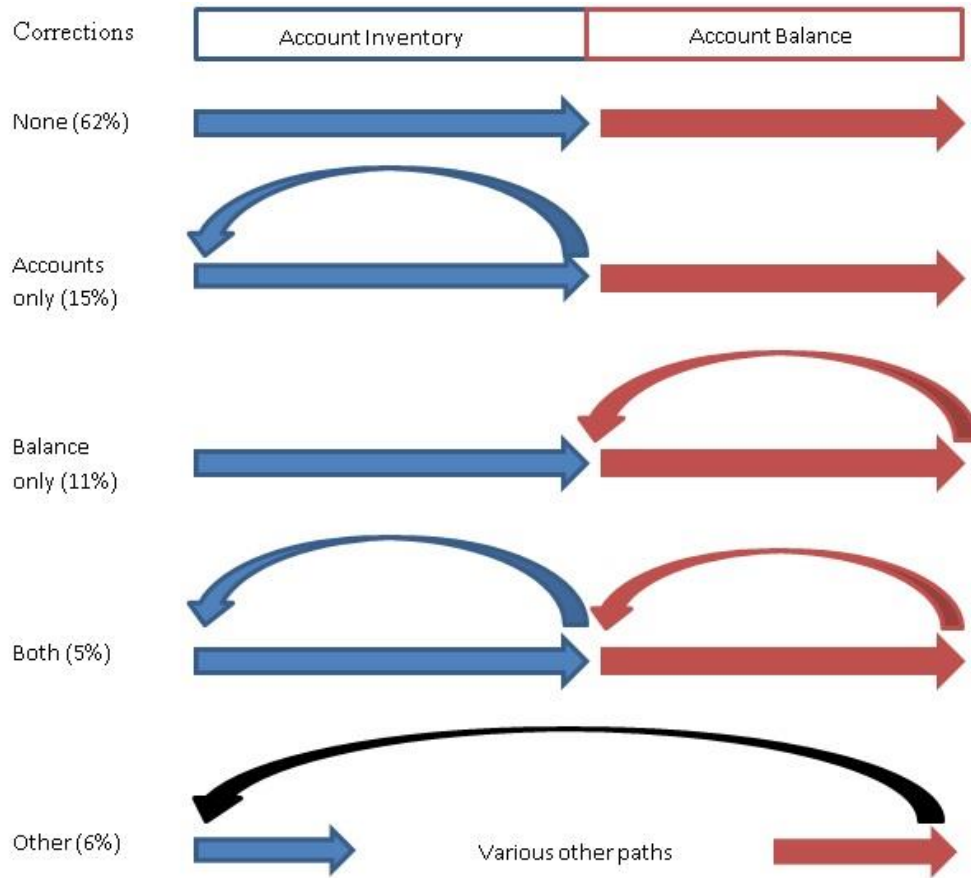 Corrections
Account Inventory
Account Balance
None (62%)
Accounts
only (15%)
Balance
only (11%)
Both (5%)
Other (6%)
Various other paths